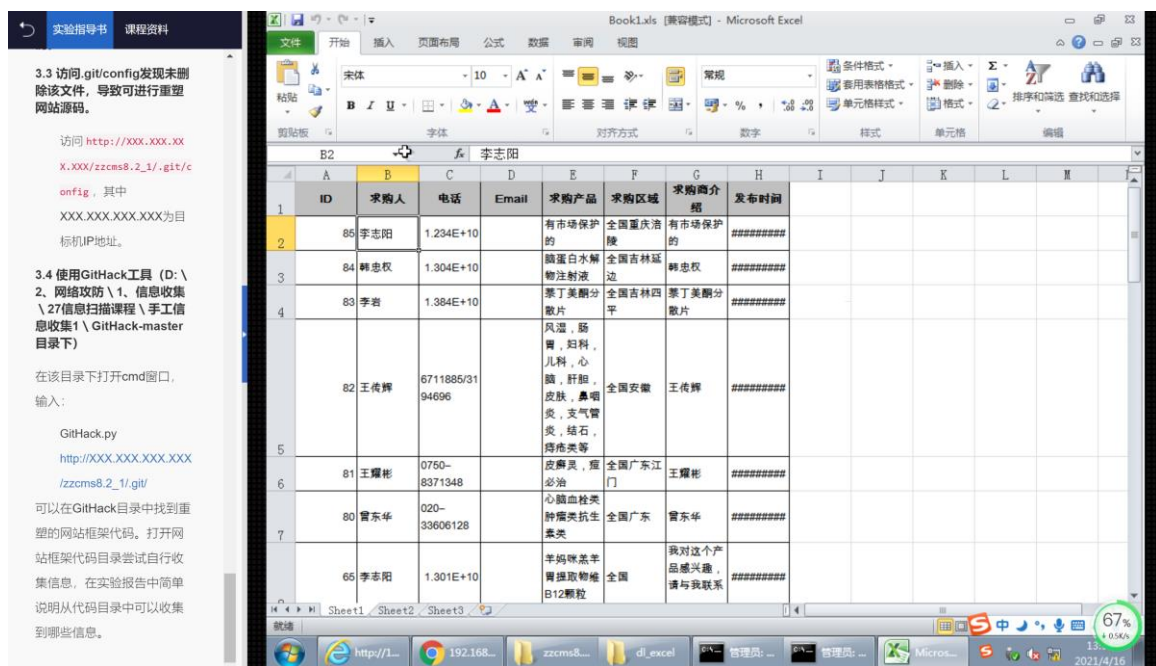 实验指导书 课程资料
3.3 访问.git/config发现未删
除该文件，导致可进行重塑
网站源码。
访问 http://XXX.XXX.XX
X.XXX/zzcms8.2_1/.git/c
onfig ，其中
XXX.XXX.XXX.XXX为目
标机IP地址。
3.4 使用GitHack工具（D: \
2、网络攻防 \ 1、信息收集
\ 27信息扫描课程 \ 手工信
息收集1 \ GitHack-master
目录下）
在该目录下打开cmd窗口，
输入：
GitHack.py
http://XXX.XXX.XXX.XXX
/zzcms8.2_1/.git/
可以在GitHack目录中找到重
塑的网站框架代码。打开网
站框架代码目录尝试自行收
集信息，在实验报告中简单
说明从代码目录中可以收集
到哪些信息。
Book1.xls [兼容模式] - Microsoft Excel
文件 开始 插入 页面布局 公式 数据 审阅 视图
宋体 10 常规
粘贴
B I U
条件格式 套用表格格式 单元格样式
插入 删除 格式
排序和筛选 查找和选择
剪贴板 字体 对齐方式 数字 样式 单元格 编辑
B2 fx 李志阳
A B C D E F G H I J K L M
1 ID 求购人 电话 Email 求购产品 求购区域 求购商介绍 发布时间
2 85 李志阳 1.234E+10 有市场保护的 全国重庆涪陵 有市场保护的 #########
3 84 韩忠权 1.304E+10 脑蛋白水解物注射液 全国吉林延边 韩忠权 #########
4 83 李岩 1.384E+10 萘丁美酮分散片 全国吉林四平 萘丁美酮分散片 #########
5 82 王传辉 6711885/3194696 风湿，肠胃，妇科，儿科，心脑，肝胆，皮肤，鼻咽炎，支气管炎，结石，痔疮类等 全国安徽 王传辉 #########
6 81 王耀彬 0750-8371348 皮癣灵，痘必治 全国广东江门 王耀彬 #########
7 80 曾东华 020-33606128 心脑血栓类肿瘤类抗生素类 全国广东 曾东华 #########
65 李志阳 1.301E+10 羊妈咪羔羊胃提取物维B12颗粒 全国 我对这个产品感兴趣，请与我联系 #########
Sheet1 Sheet2 Sheet3
就绪
67%
0.5K/s
http://1... 192.168... zzcms8... dl_excel 管理员: ... 管理员: ... Micros...
中
2021/4/16